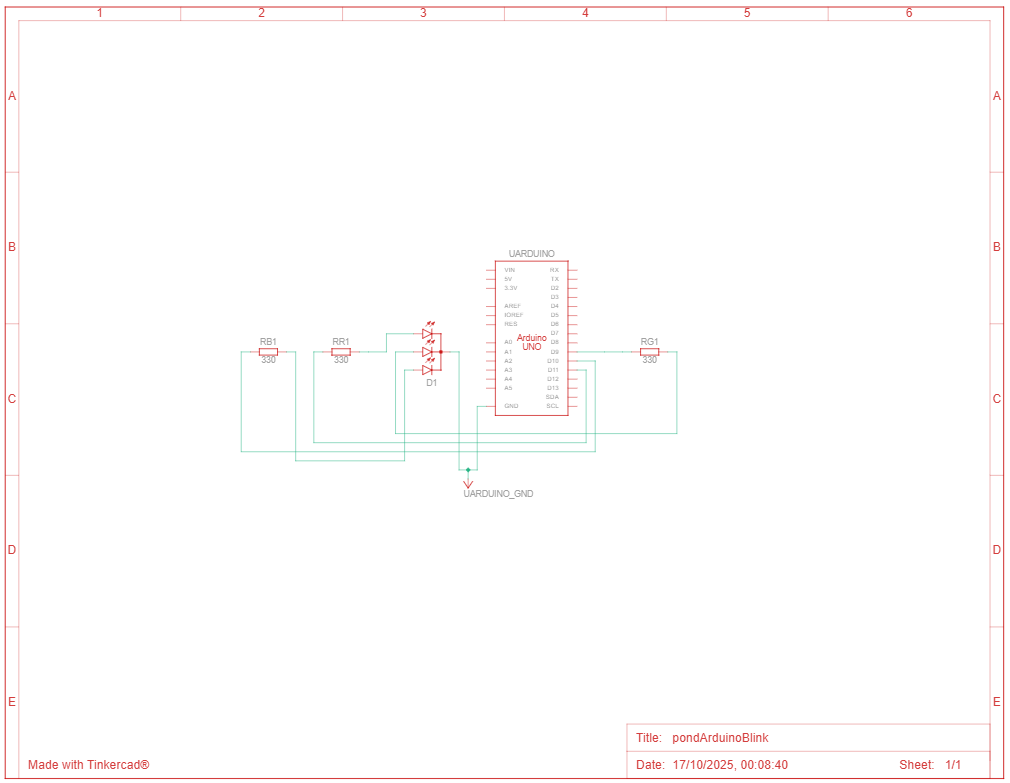 1 2 3 4 5 6
A A
B B
UARDUINO
VIN RX
5V TX
3.3V D2
D3
AREF D4
IOREF D5
RES D6
D7
Arduino
UNO
A0 D8
A1 D9
A2 D10
A3 D11
A4 D12
A5 D13
SDA
GND SCL
RB1
330
RR1
330
D1
RG1
330
C C
UARDUINO_GND
D D
E E
Title: pondArduinoBlink
Made with Tinkercad®
Date: 17/10/2025, 00:08:40
Sheet: 1/1